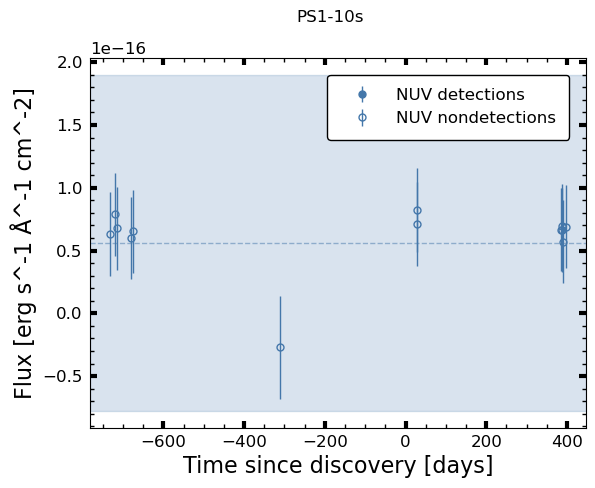 PS1-10s
1e−16
2.0
1.5
1.0
0.5
0.0
−0.5
Flux [erg s^-1 Å^-1 cm^-2]
NUV detections
NUV nondetections
−600 −400 −200 0 200 400
Time since discovery [days]